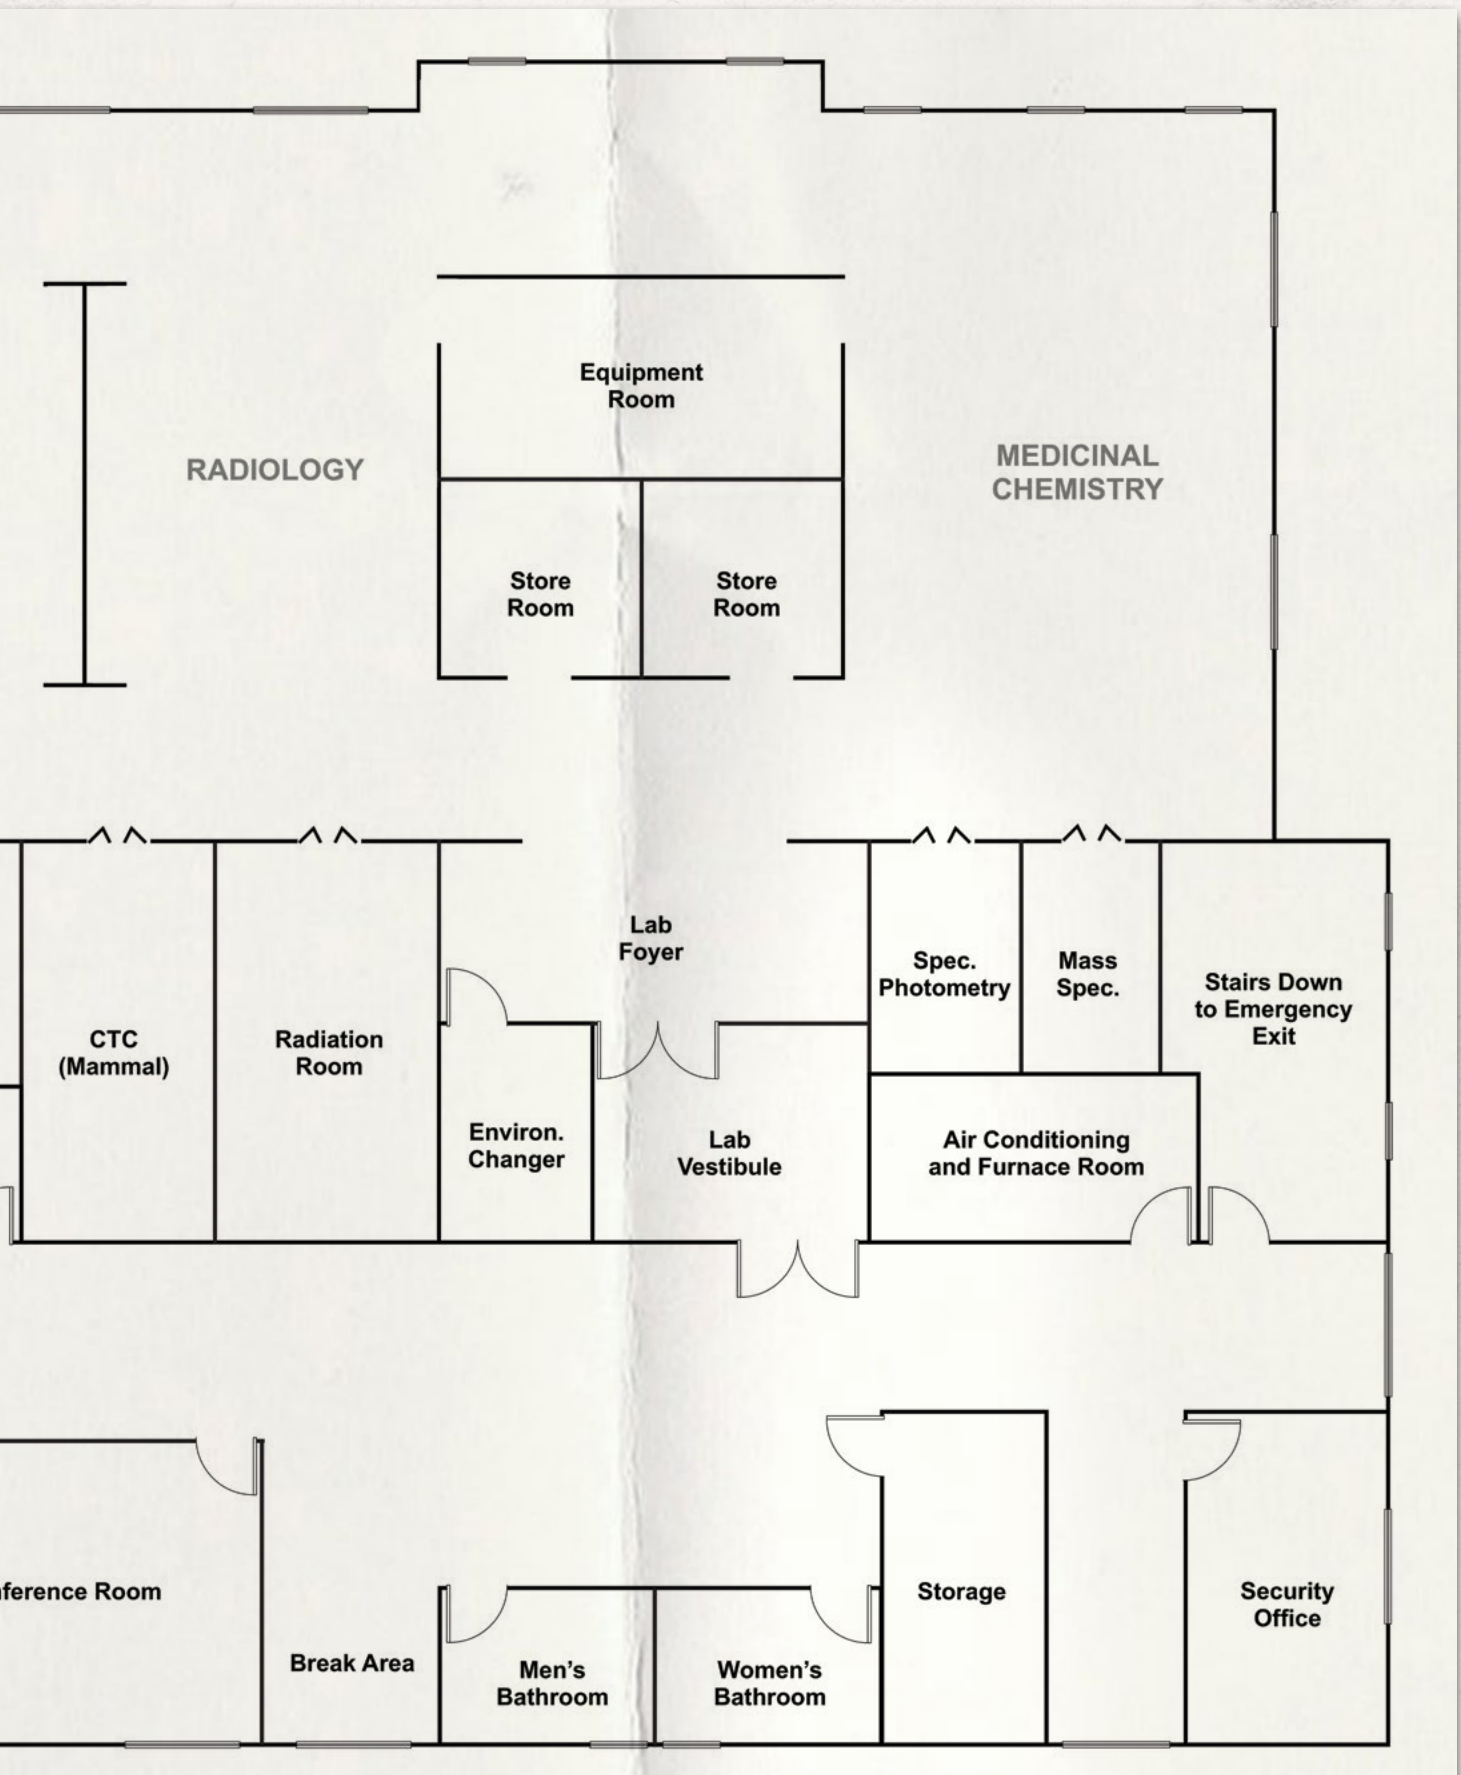 Equipment
Room
RADIOLOGY
MEDICINAL
CHEMISTRY
Store
Room
Store
Room
Lab
Foyer
Spec.
Photometry
Mass
Spec.
Stairs Down
to Emergency
Exit
CTC
(Mammal)
Radiation
Room
Environ.
Changer
Lab
Vestibule
Air Conditioning
and Furnace Room
ference Room
Break Area
Men's
Bathroom
Women's
Bathroom
Storage
Security
Office